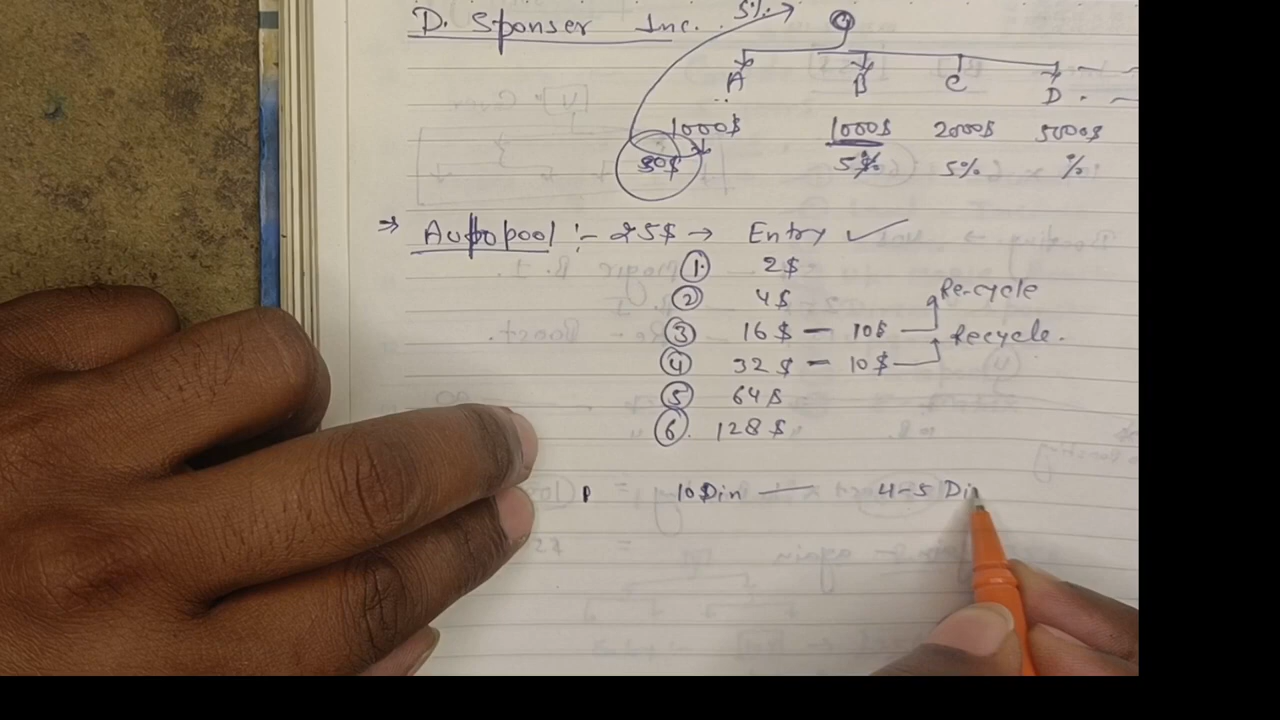 D. Sponser Inc. 5%
A B C D.
1000$ 1000$ 2000$ 5000$
50$ 5% 5% %
⇒ Autopool :- 25$ → Entry ✓
① 2$
② 4$ Re-cycle
③ 16$ — 10$ Recycle.
④ 32$ — 10$
⑤ 64$
⑥. 128$
P 10 Din — 4-5 Din